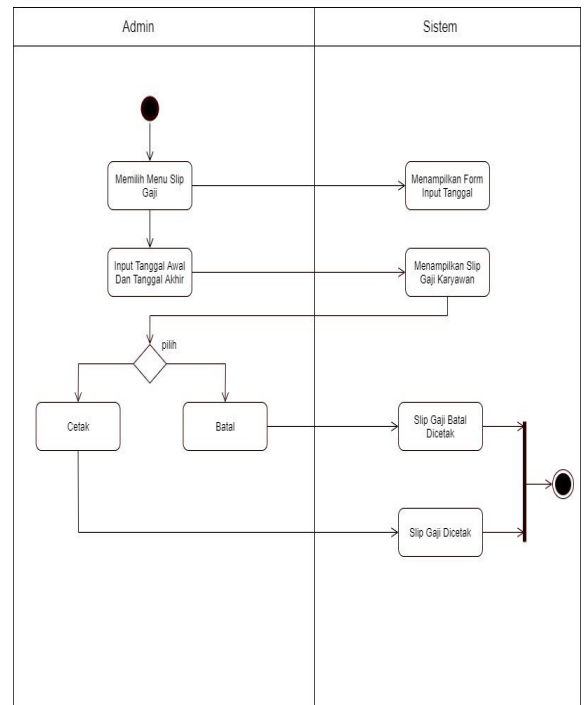 Admin
Sistem
Memilih Menu Slip
Gaji
Menampilkan Form
Input Tanggal
Input Tanggal Awal
Dan Tanggal Akhir
Menampilkan Slip
Gaji Karyawan
pilih
Cetak
Batal
Slip Gaji Batal
Dicetak
Slip Gaji Dicetak